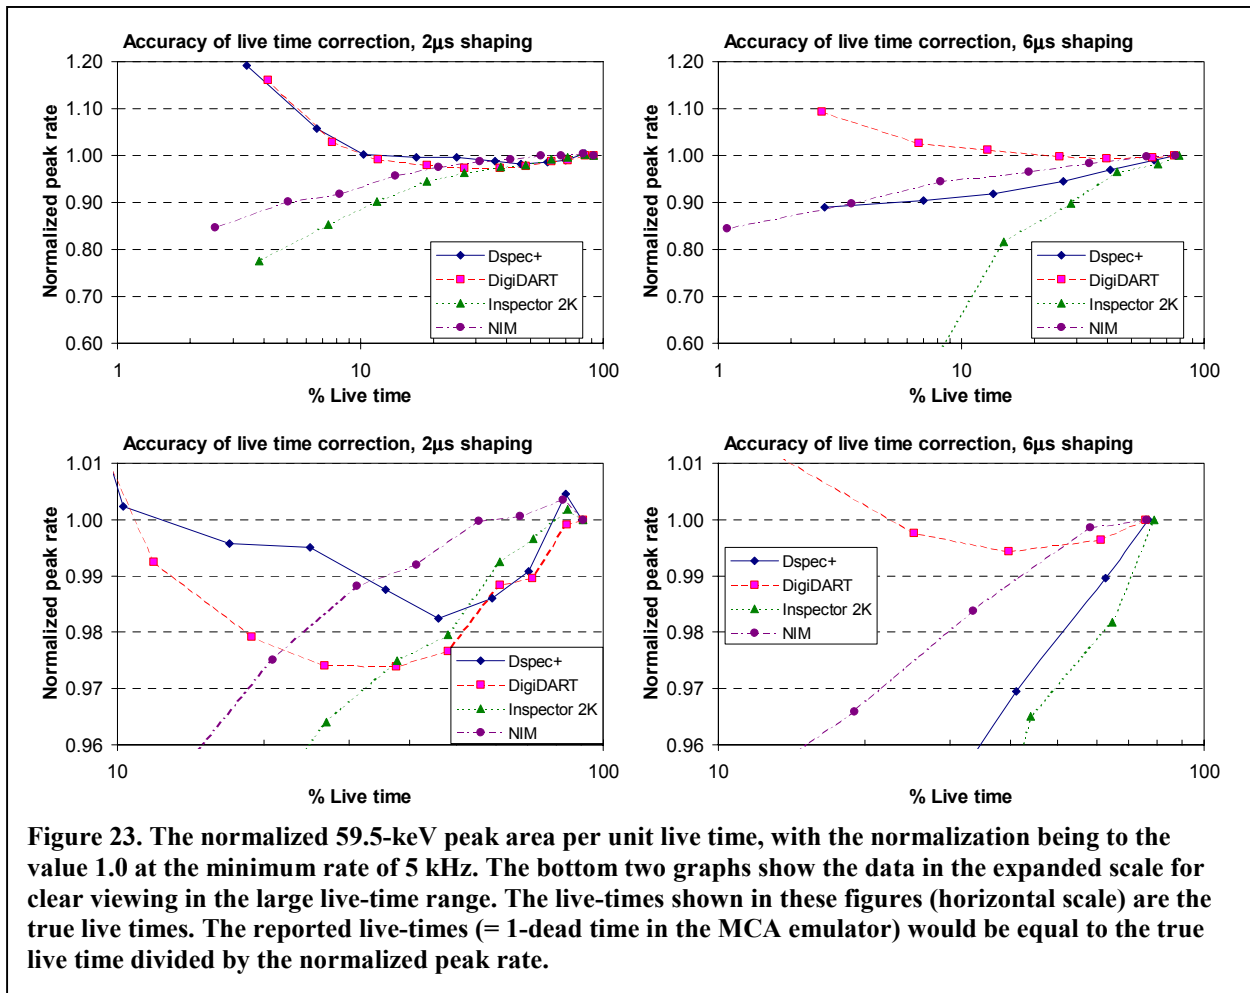 Accuracy of live time correction, 2μs shaping
Normalized peak rate
1.20
1.10
1.00
0.90
0.80
0.70
0.60
Dspec+
DigiDART
Inspector 2K
NIM
1 10 100
% Live time
Accuracy of live time correction, 6μs shaping
Normalized peak rate
1.20
1.10
1.00
0.90
0.80
0.70
0.60
Dspec+
DigiDART
Inspector 2K
NIM
1 10 100
% Live time
Accuracy of live time correction, 2μs shaping
Normalized peak rate
1.01
1.00
0.99
0.98
0.97
0.96
Dspec+
DigiDART
Inspector 2K
NIM
10 100
% Live time
Accuracy of live time correction, 6μs shaping
Normalized peak rate
1.01
1.00
0.99
0.98
0.97
0.96
Dspec+
DigiDART
Inspector 2K
NIM
10 100
% Live time
Figure 23. The normalized 59.5-keV peak area per unit live time, with the normalization being to the
value 1.0 at the minimum rate of 5 kHz. The bottom two graphs show the data in the expanded scale for
clear viewing in the large live-time range. The live-times shown in these figures (horizontal scale) are the
true live times. The reported live-times (= 1-dead time in the MCA emulator) would be equal to the true
live time divided by the normalized peak rate.